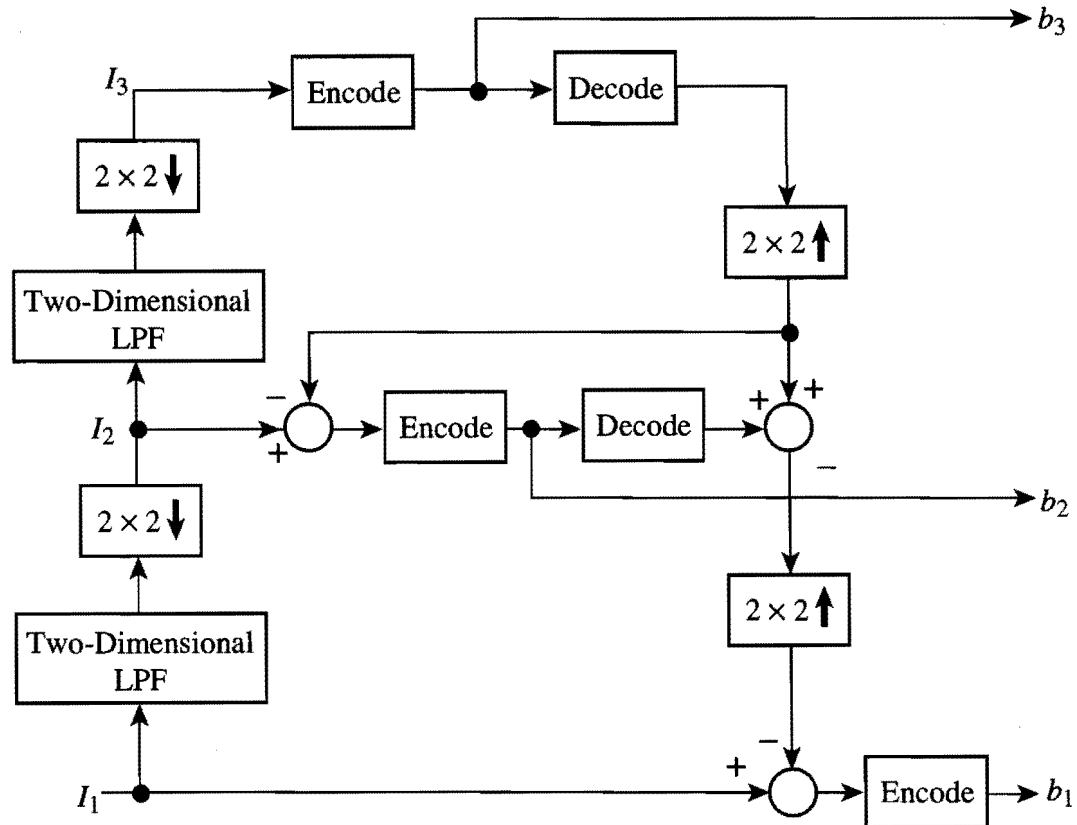 b3
I3
Encode
Decode
2 × 2
2 × 2
Two-Dimensional
LPF
−
+
+
I2
+
Encode
Decode
−
2 × 2
b2
2 × 2
Two-Dimensional
LPF
−
+
I1
Encode
b1